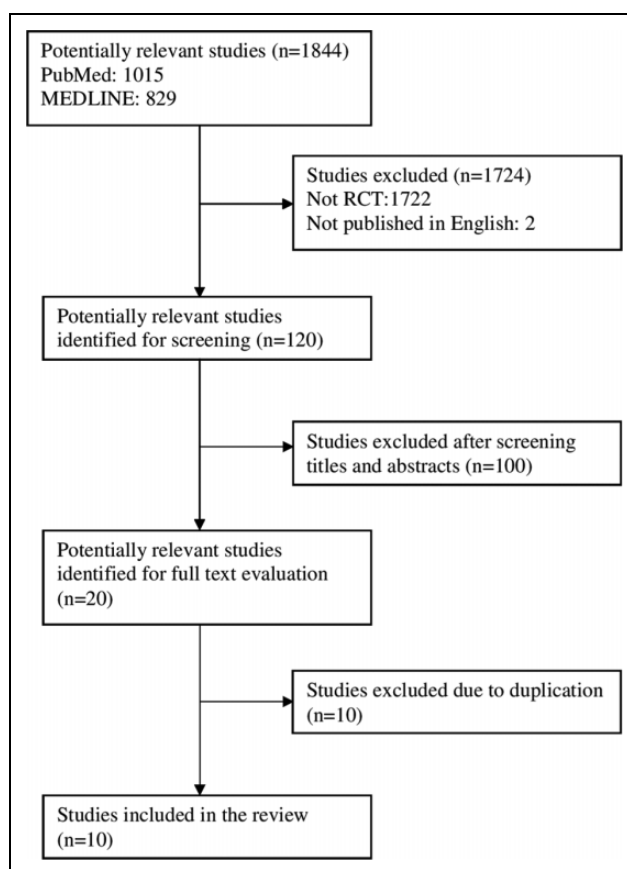 Potentially relevant studies (n=1844)
PubMed: 1015
MEDLINE: 829
Studies excluded (n=1724)
Not RCT:1722
Not published in English: 2
Potentially relevant studies
identified for screening (n=120)
Studies excluded after screening
titles and abstracts (n=100)
Potentially relevant studies
identified for full text evaluation
(n=20)
Studies excluded due to duplication
(n=10)
Studies included in the review
(n=10)